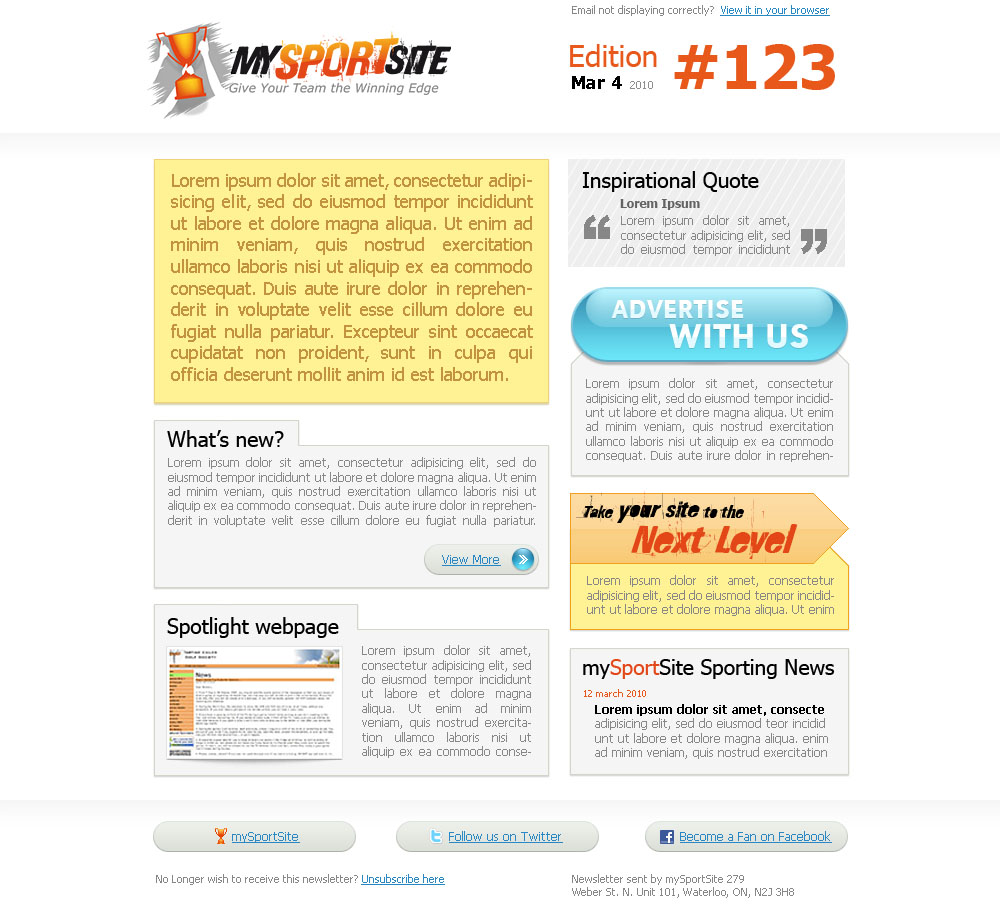 Email not displaying correctly? View it in your browser
MYSPORTSITE
Give Your Team the Winning Edge
Edition
Mar 4 2010
#123
Lorem ipsum dolor sit amet, consectetur adipi-
sicing elit, sed do eiusmod tempor incididunt
ut labore et dolore magna aliqua. Ut enim ad
minim veniam, quis nostrud exercitation
ullamco laboris nisi ut aliquip ex ea commodo
consequat. Duis aute irure dolor in reprehen-
derit in voluptate velit esse cillum dolore eu
fugiat nulla pariatur. Excepteur sint occaecat
cupidatat non proident, sunt in culpa qui
officia deserunt mollit anim id est laborum.
What's new?
Lorem ipsum dolor sit amet, consectetur adipisicing elit, sed do
eiusmod tempor incididunt ut labore et dolore magna aliqua. Ut enim
ad minim veniam, quis nostrud exercitation ullamco laboris nisi ut
aliquip ex ea commodo consequat. Duis aute irure dolor in reprehen-
derit in voluptate velit esse cillum dolore eu fugiat nulla pariatur.
View More
Spotlight webpage
News
Lorem ipsum dolor sit amet,
consectetur adipisicing elit, sed
do eiusmod tempor incididunt
ut labore et dolore magna
aliqua. Ut enim ad minim
veniam, quis nostrud exercita-
tion ullamco laboris nisi ut
aliquip ex ea commodo conse-
Inspirational Quote
Lorem Ipsum
“ Lorem ipsum dolor sit amet,
consectetur adipisicing elit, sed
do eiusmod tempor incididunt ”
ADVERTISE
WITH US
Lorem ipsum dolor sit amet, consectetur
adipisicing elit, sed do eiusmod tempor incidid-
unt ut labore et dolore magna aliqua. Ut enim
ad minim veniam, quis nostrud exercitation
ullamco laboris nisi ut aliquip ex ea commodo
consequat. Duis aute irure dolor in reprehen-
Take your site to the
Next Level
Lorem ipsum dolor sit amet, consectetur
adipisicing elit, sed do eiusmod tempor incidid-
unt ut labore et dolore magna aliqua. Ut enim
mySportSite Sporting News
12 march 2010
Lorem ipsum dolor sit amet, consecte
adipisicing elit, sed do eiusmod teor incidid
unt ut labore et dolore magna aliqua. Ut enim
ad minim veniam, quis nostrud exercitation
mySportSite
Follow us on Twitter
Become a Fan on Facebook
No Longer wish to receive this newsletter? Unsubscribe here
Newsletter sent by mySportSite 279
Weber St. N. Unit 101, Waterloo, ON, N2J 3H8